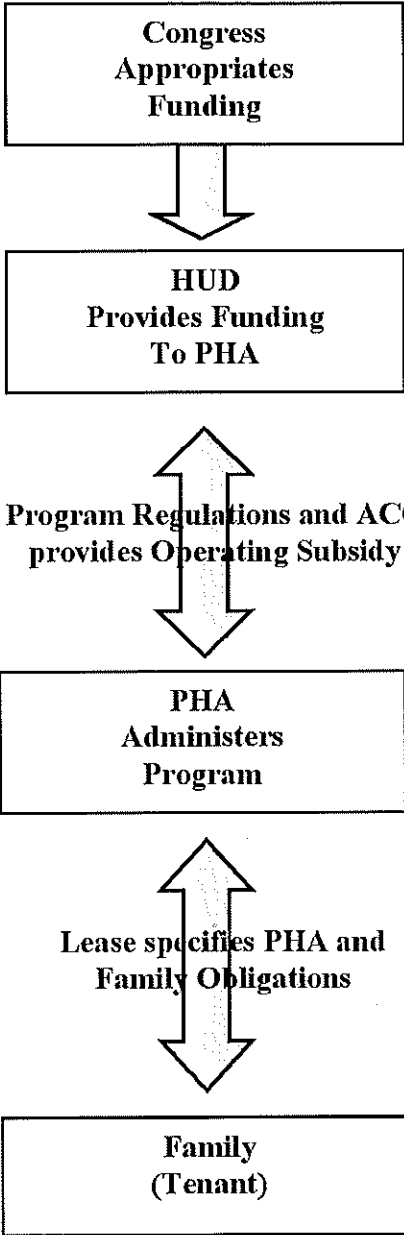 Congress
Appropriates
Funding
HUD
Provides Funding
To PHA
Program Regulations and AC
provides Operating Subsidy
PHA
Administers
Program
Lease specifies PHA and
Family Obligations
Family
(Tenant)